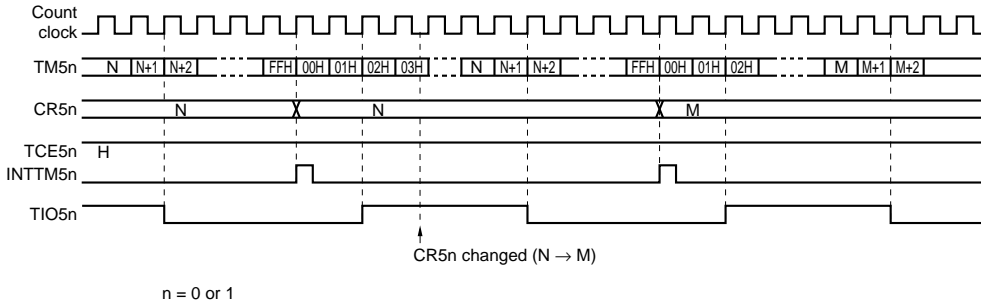 Count
clock
TM5n N N+1 N+2 FFH 00H 01H 02H 03H N N+1 N+2 FFH 00H 01H 02H M M+1 M+2
CR5n N N M
TCE5n H
INTTM5n
TIO5n
CR5n changed (N → M)
n = 0 or 1